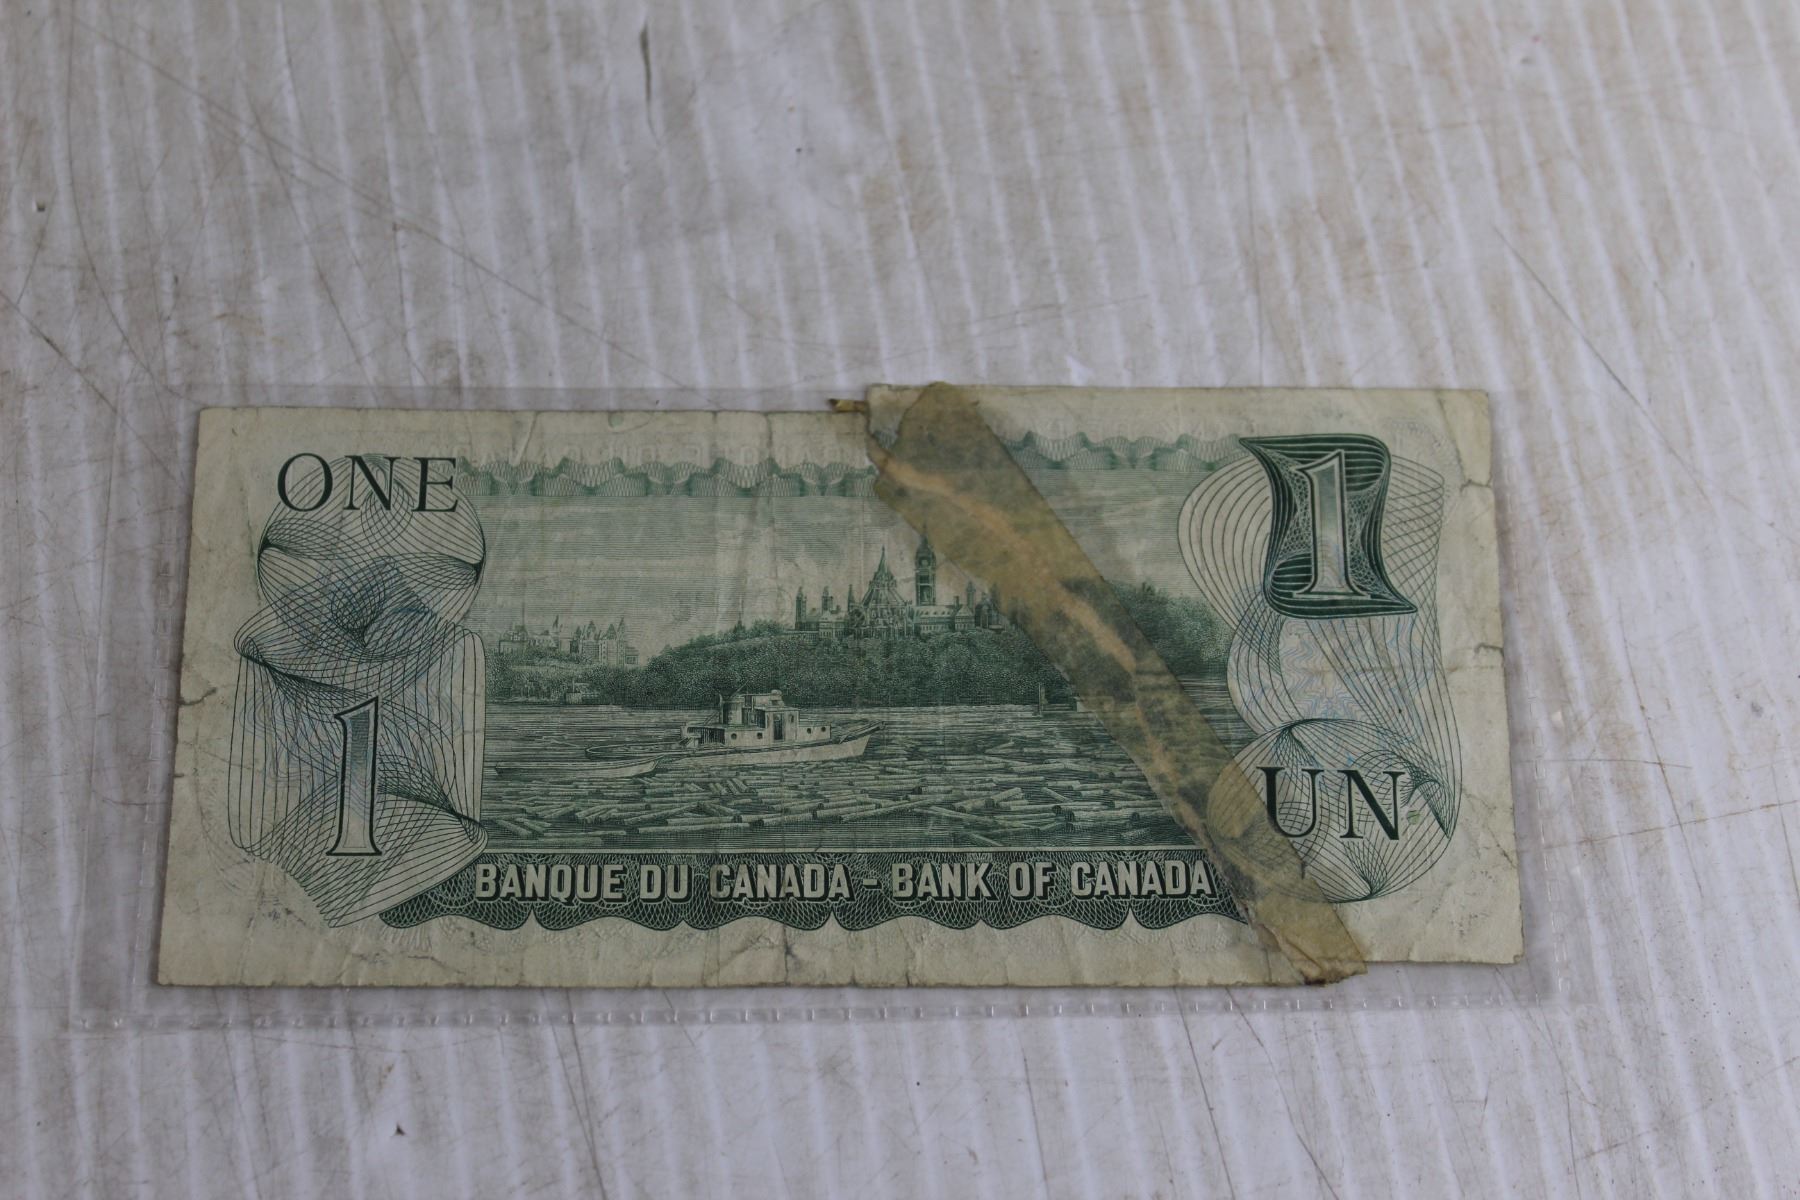 ONE
1
1
UN
BANQUE DU CANADA - BANK OF CANADA